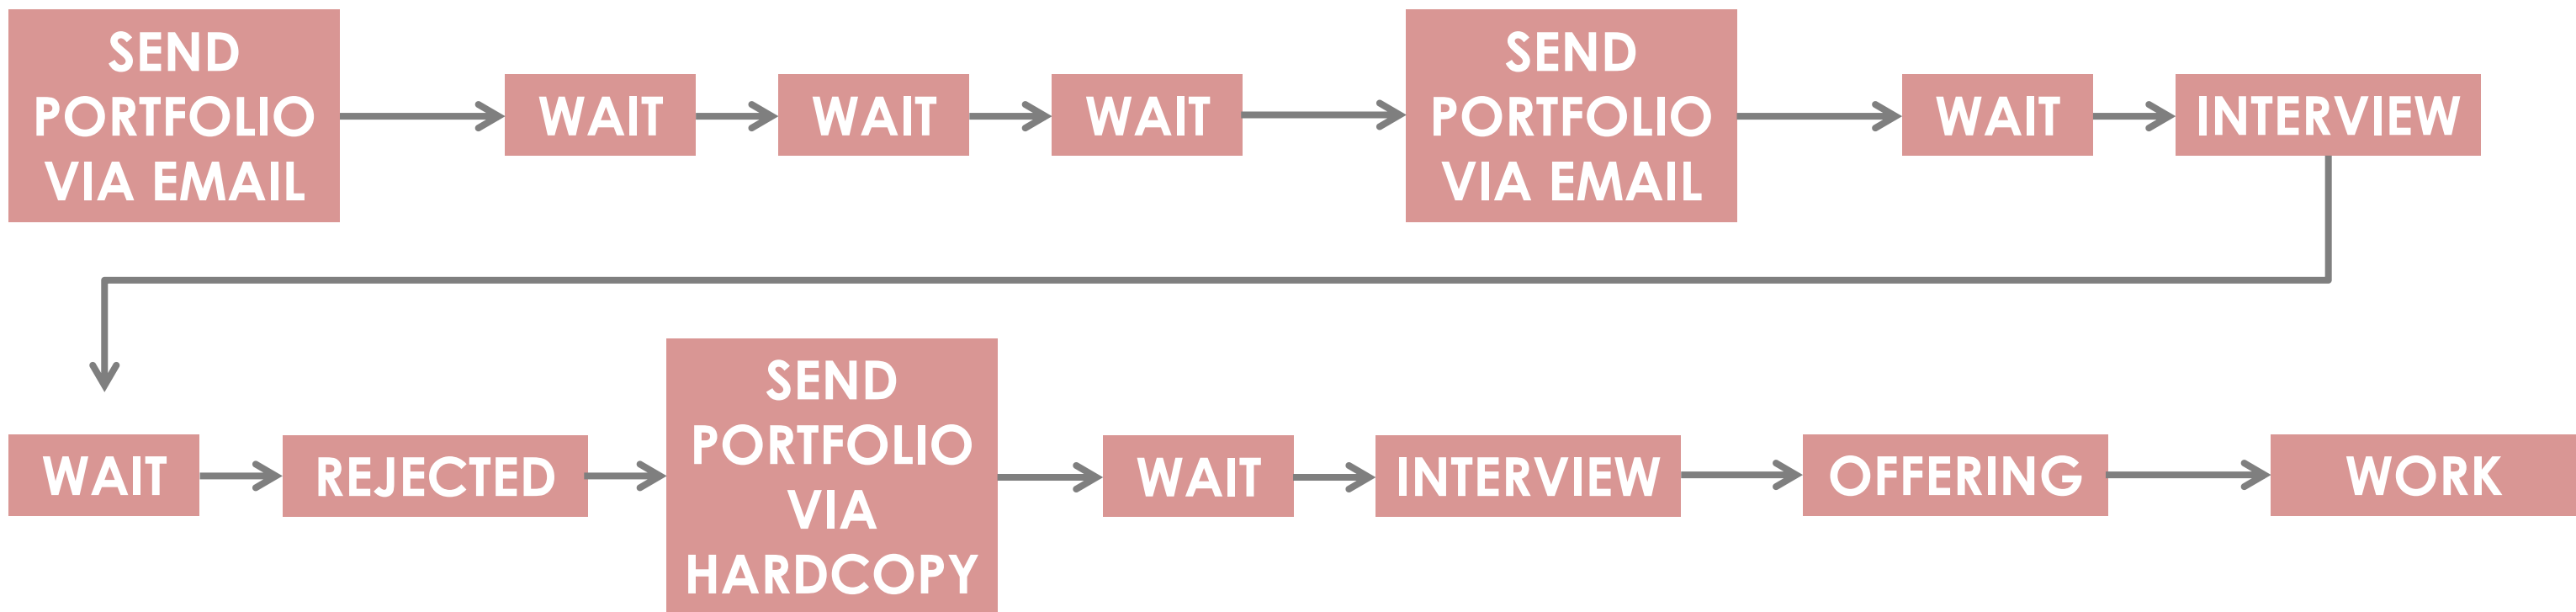 SEND
PORTFOLIO
VIA EMAIL
WAIT
WAIT
WAIT
SEND
PORTFOLIO
VIA EMAIL
WAIT
INTERVIEW
WAIT
REJECTED
SEND
PORTFOLIO
VIA
HARDCOPY
WAIT
INTERVIEW
OFFERING
WORK